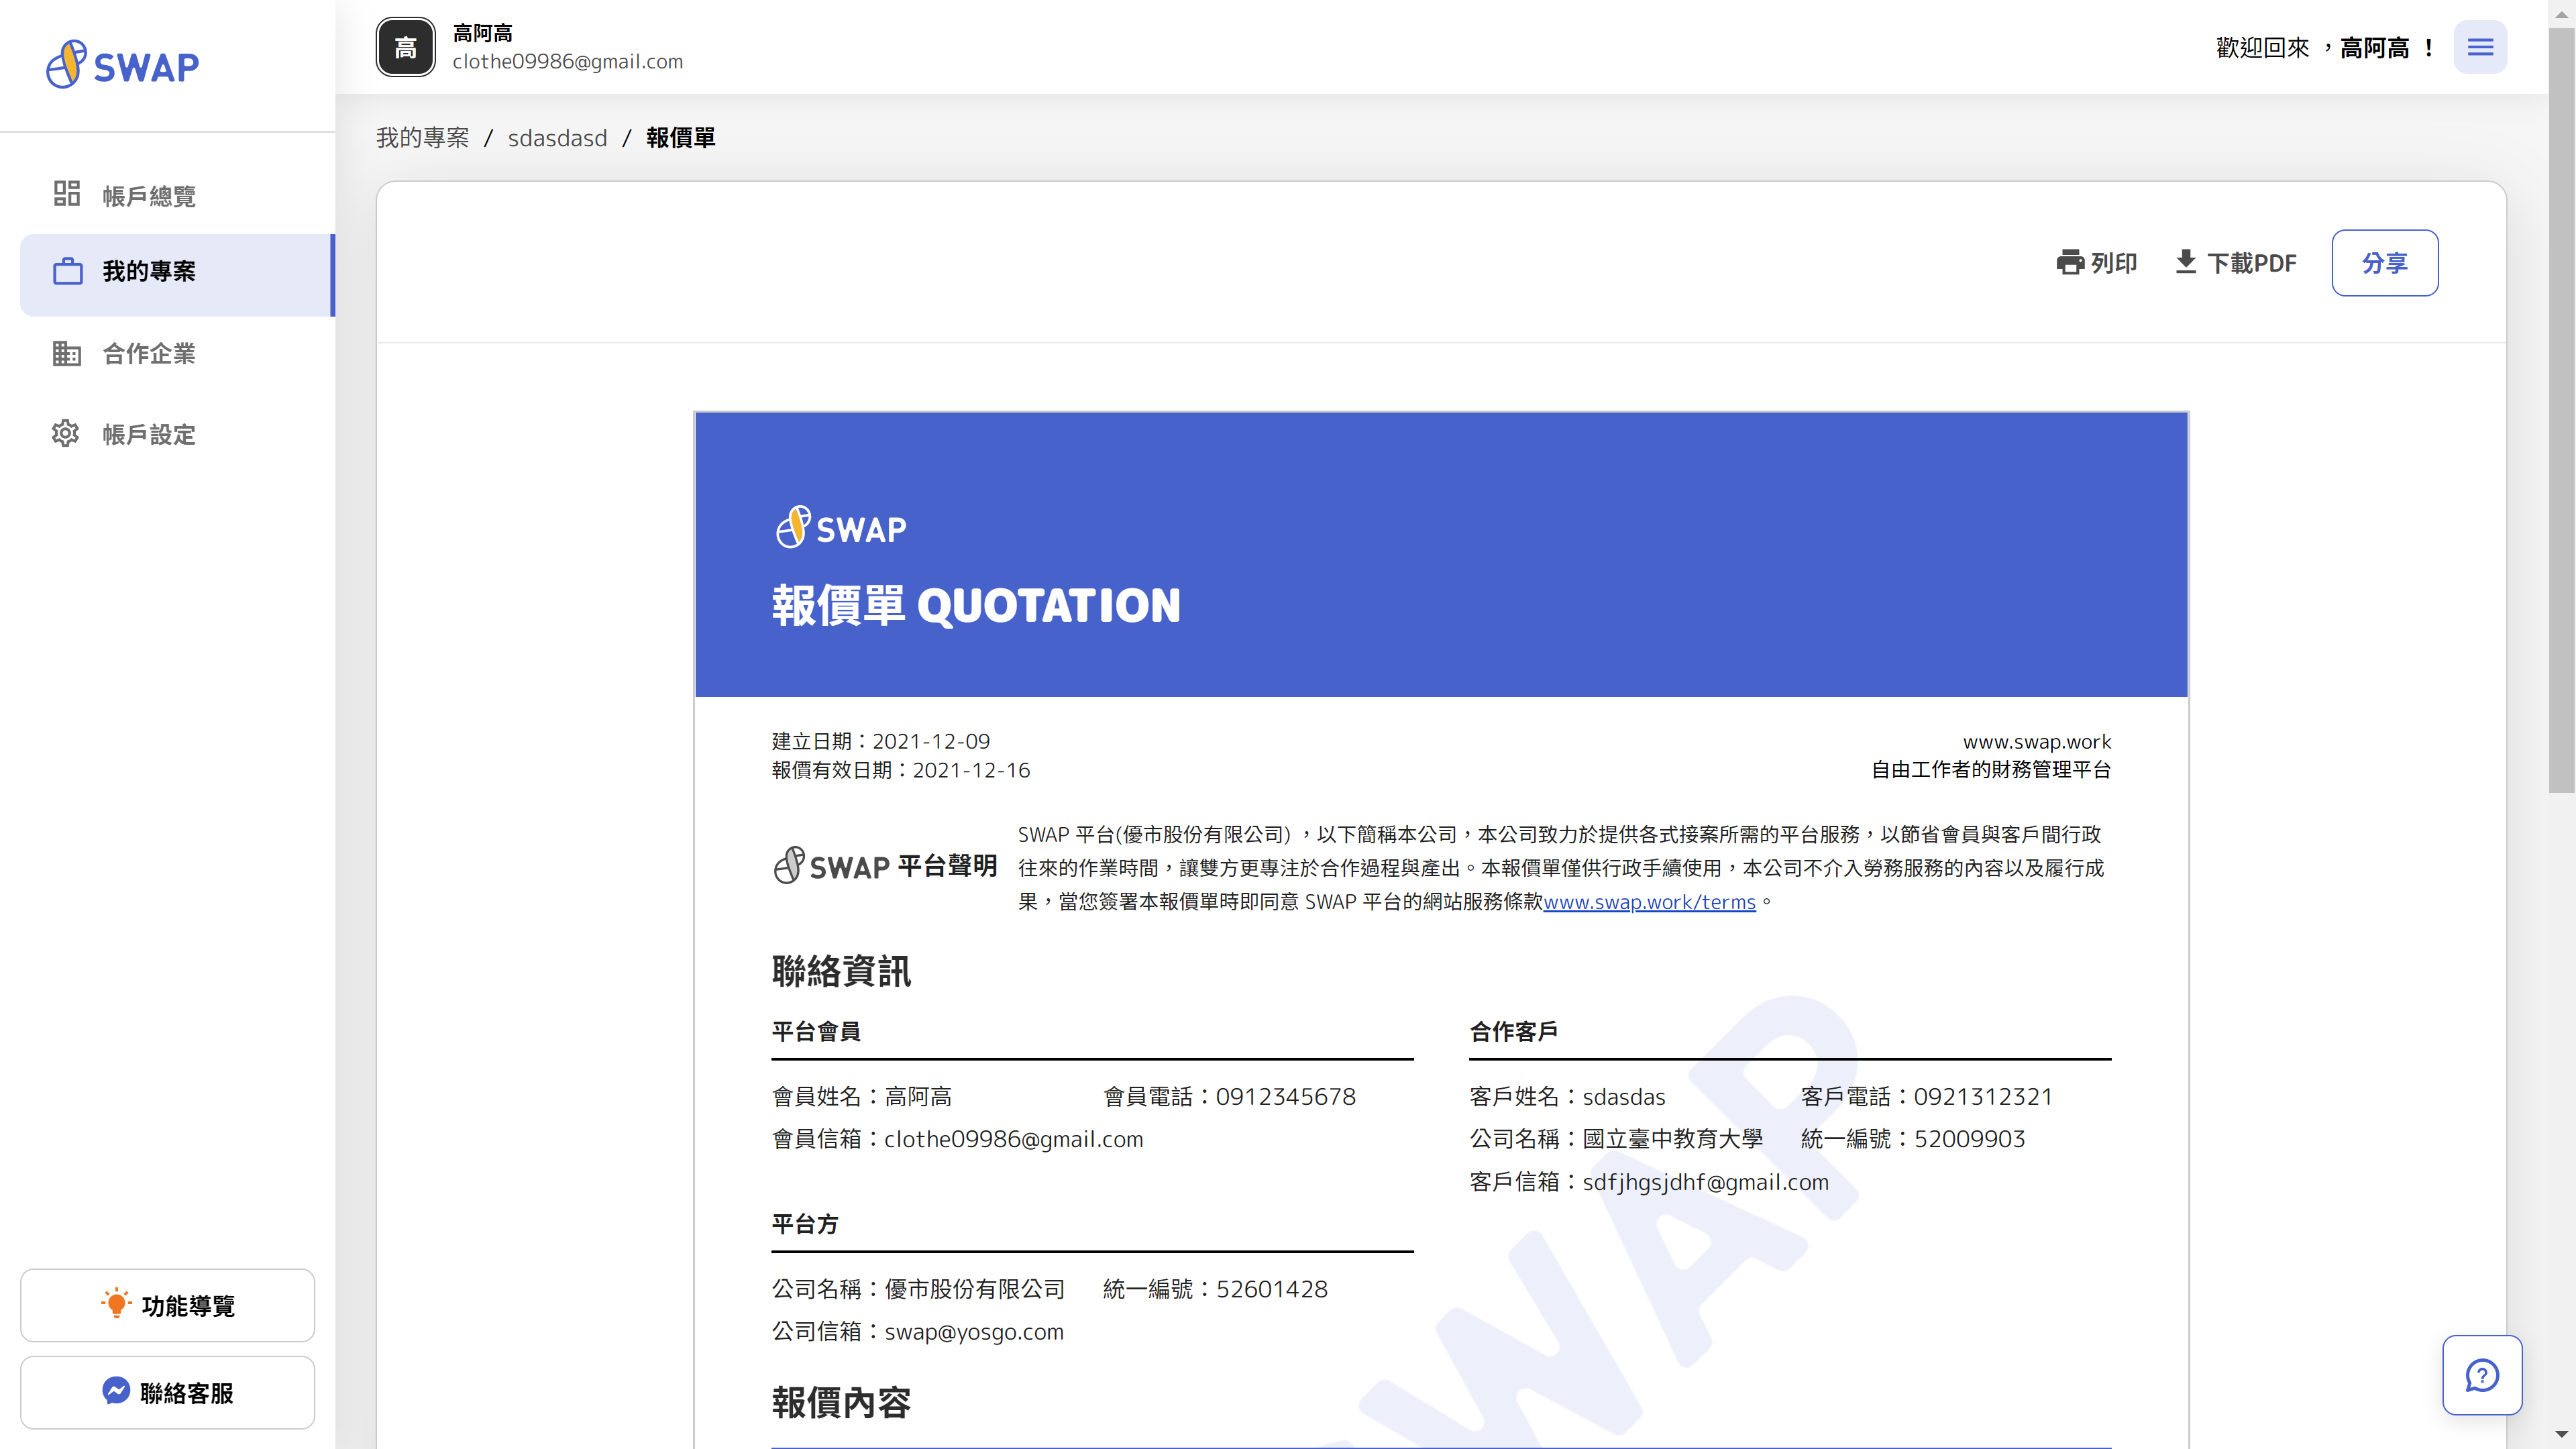 SWAP
高
高阿高
clothe09986@gmail.com
歡迎回來 ，高阿高 ！
我的專案 / sdasdasd / 報價單
帳戶總覽
我的專案
合作企業
帳戶設定
列印
下載PDF
分享
SWAP
報價單 QUOTATION
建立日期：2021-12-09
報價有效日期：2021-12-16
www.swap.work
自由工作者的財務管理平台
SWAP 平台聲明
SWAP 平台(優市股份有限公司) ，以下簡稱本公司，本公司致力於提供各式接案所需的平台服務，以節省會員與客戶間行政
往來的作業時間，讓雙方更專注於合作過程與產出。本報價單僅供行政手續使用，本公司不介入勞務服務的內容以及履行成
果，當您簽署本報價單時即同意 SWAP 平台的網站服務條款www.swap.work/terms。
聯絡資訊
平台會員
會員姓名：高阿高
會員電話：0912345678
會員信箱：clothe09986@gmail.com
合作客戶
客戶姓名：sdasdas
客戶電話：0921312321
公司名稱：國立臺中教育大學
統一編號：52009903
客戶信箱：sdfjhgsjdhf@gmail.com
平台方
公司名稱：優市股份有限公司
統一編號：52601428
公司信箱：swap@yosgo.com
報價內容
SWAP
功能導覽
聯絡客服